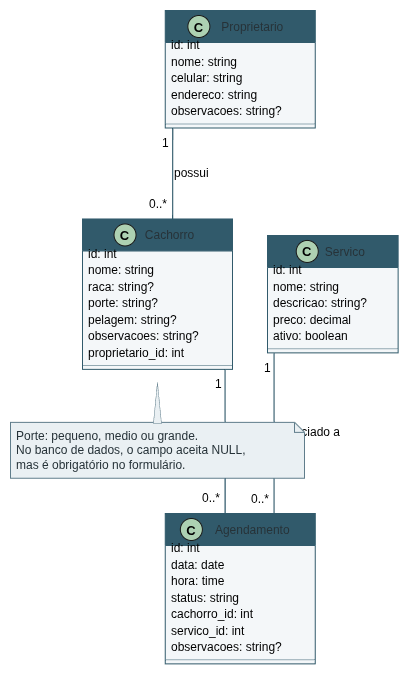 C Proprietario
id: int
nome: string
celular: string
endereco: string
observacoes: string?
1
possui
0..*
C Cachorro
id: int
nome: string
raca: string?
porte: string?
pelagem: string?
observacoes: string?
proprietario_id: int
C Servico
id: int
nome: string
descricao: string?
preco: decimal
ativo: boolean
1
1
Porte: pequeno, medio ou grande.
No banco de dados, o campo aceita NULL,
mas é obrigatório no formulário.
ciado a
0..*
0..*
C Agendamento
id: int
data: date
hora: time
status: string
cachorro_id: int
servico_id: int
observacoes: string?